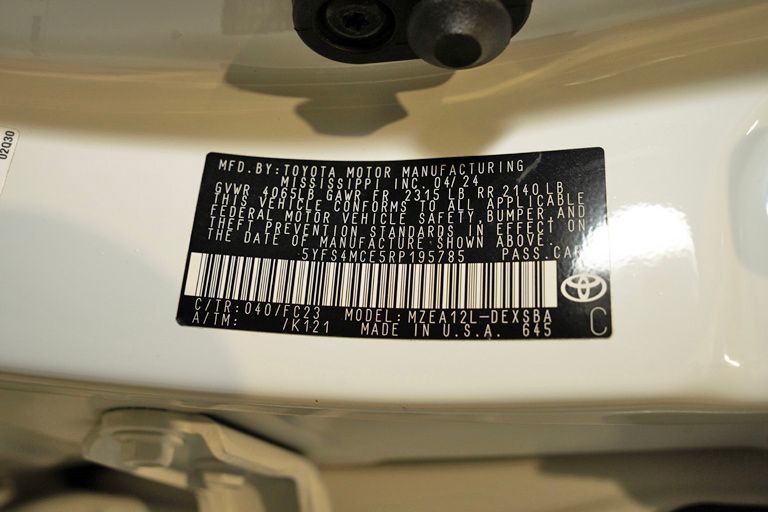 02Q30
MFD.BY:TOYOTA MOTOR MANUFACTURING
MISSISSIPPI INC. 04/24
GVWR 4065LB GAWR FR 2315 LB RR 2140 LB
THIS VEHICLE CONFORMS TO ALL APPLICABLE
FEDERAL MOTOR VEHICLE SAFETY,BUMPER,AND
THEFT PREVENTION STANDARDS IN EFFECT ON
THE DATE OF MANUFACTURE SHOWN ABOVE.
5YFS4MCE5RP195785 PASS.CAR
C/TR: 040/FC23 MODEL: MZEA12L-DEXSBA
A/TM: /K121 MADE IN U.S.A. 645
C